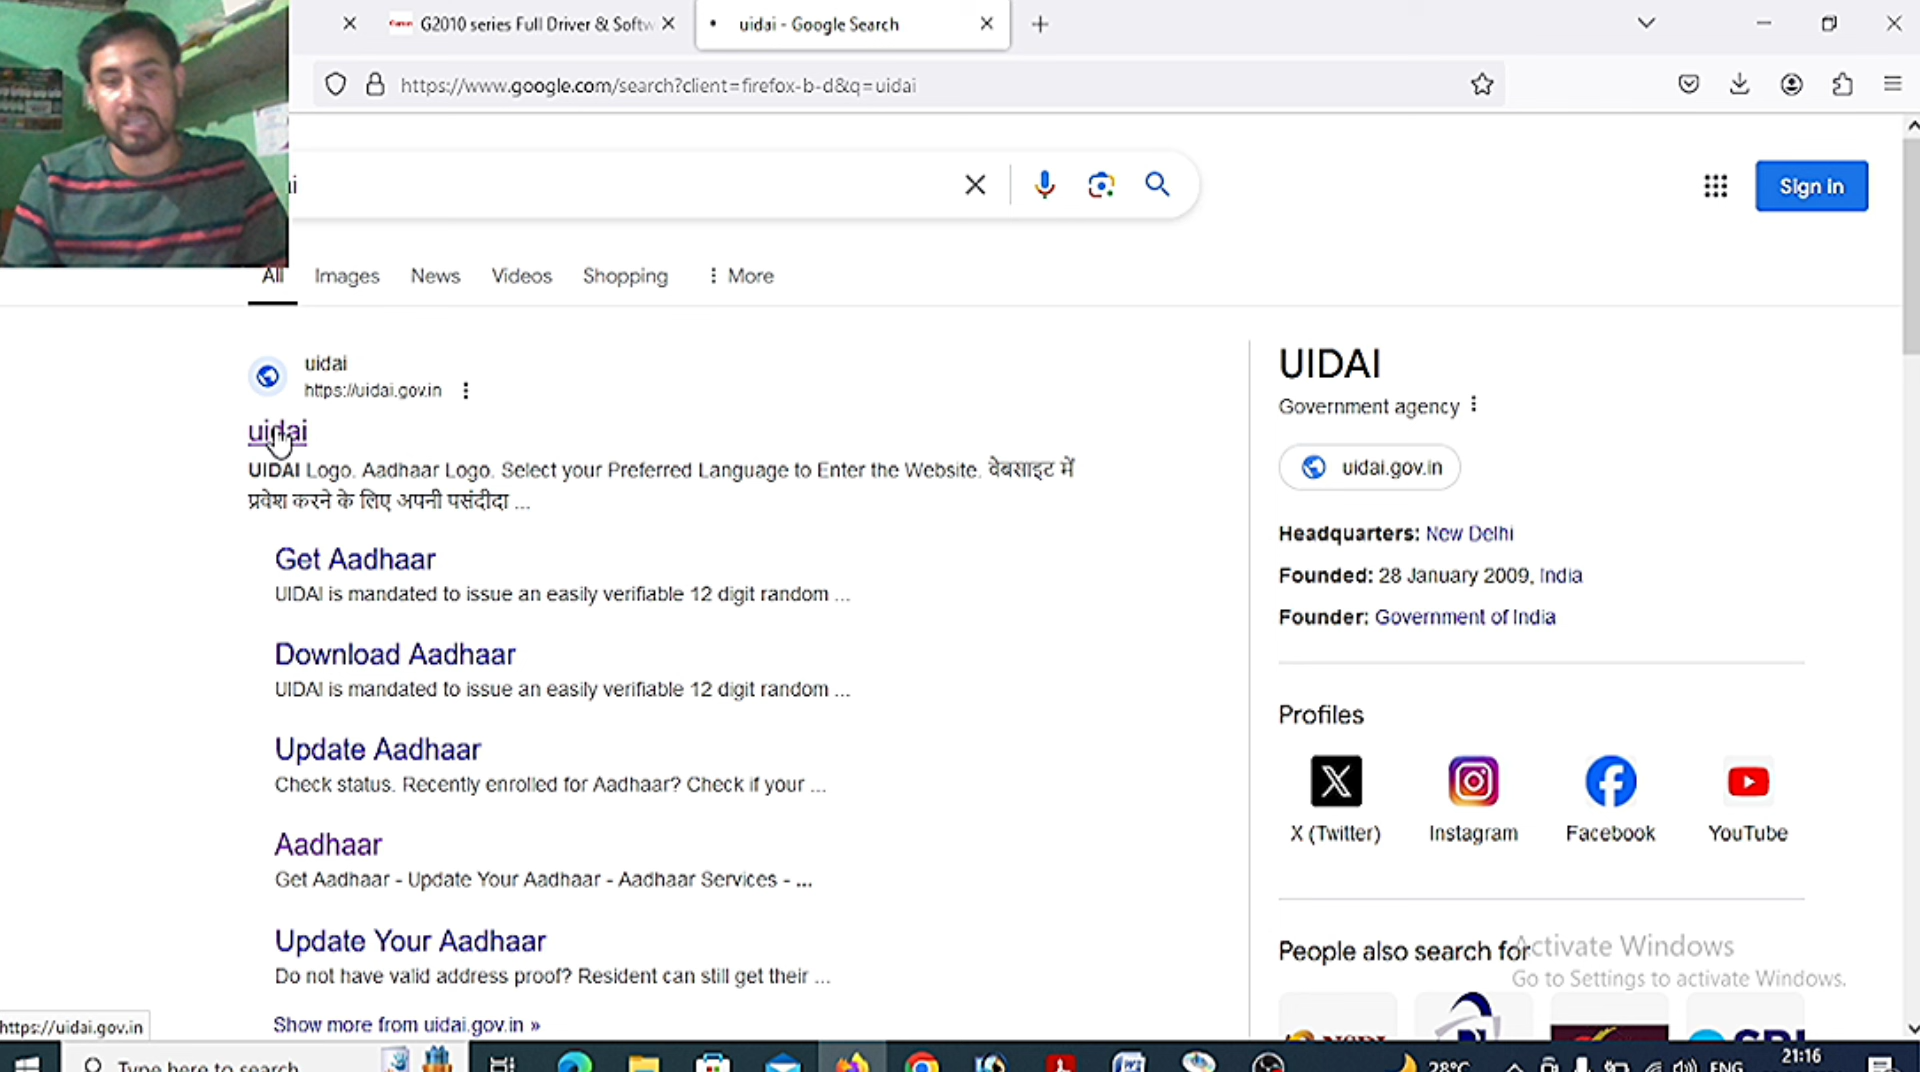 G2010 series Full Driver & Softw
uidai - Google Search
https://www.google.com/search?client=firefox-b-d&q=uidai
Sign in
All Images News Videos Shopping More
uidai
https://uidai.gov.in
uidai
UIDAI Logo. Aadhaar Logo. Select your Preferred Language to Enter the Website. वेबसाइट में
प्रवेश करने के लिए अपनी पसंदीदा ...
Get Aadhaar
UIDAI is mandated to issue an easily verifiable 12 digit random ...
Download Aadhaar
UIDAI is mandated to issue an easily verifiable 12 digit random ...
Update Aadhaar
Check status. Recently enrolled for Aadhaar? Check if your ...
Aadhaar
Get Aadhaar - Update Your Aadhaar - Aadhaar Services - ...
Update Your Aadhaar
Do not have valid address proof? Resident can still get their ...
Show more from uidai.gov.in »
UIDAI
Government agency
uidai.gov.in
Headquarters: New Delhi
Founded: 28 January 2009, India
Founder: Government of India
Profiles
X (Twitter) Instagram Facebook YouTube
People also search for
Activate Windows
Go to Settings to activate Windows.
https://uidai.gov.in
Type here to search
28°C
ENG
21:16